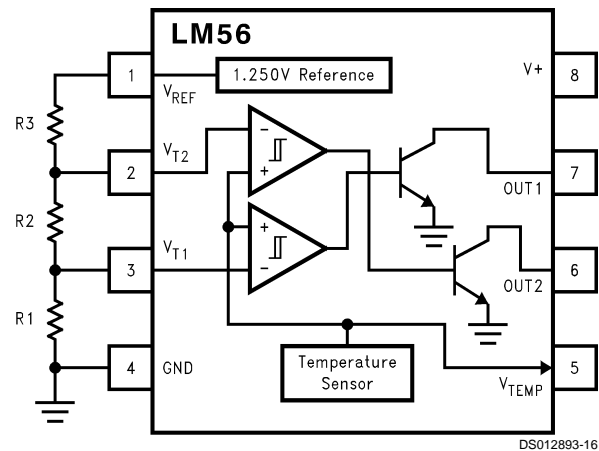 LM56
1.250V Reference
1
VREF
V+
8
R3
VT2
2
−
+
7
OUT1
R2
VT1
3
+
−
6
OUT2
R1
4
GND
Temperature
Sensor
5
VTEMP
DS012893-16